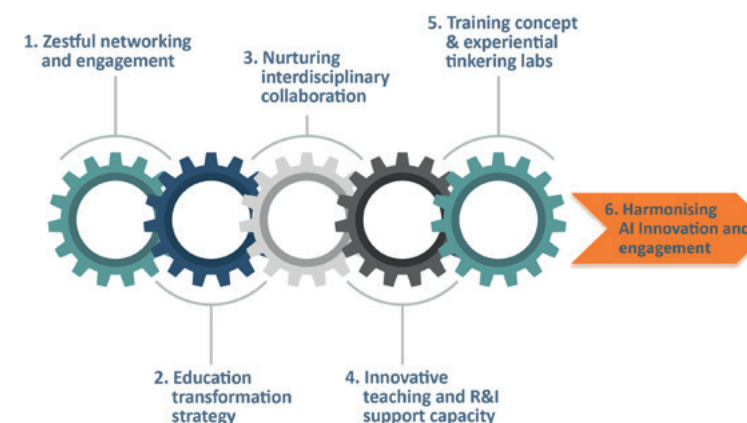 1. Zestful networking
and engagement
2. Education
transformation
strategy
3. Nurturing
interdisciplinary
collaboration
4. Innovative
teaching and R&I
support capacity
5. Training concept
& experiential
tinkering labs
6. Harmonising
AI Innovation and
engagement